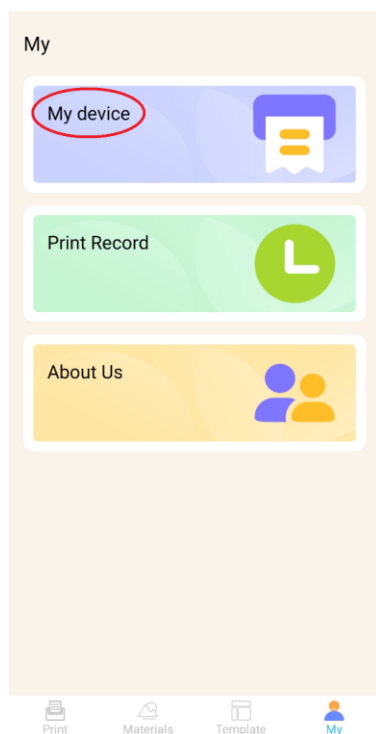 My
My device
Print Record
About Us
Print Materials Template My